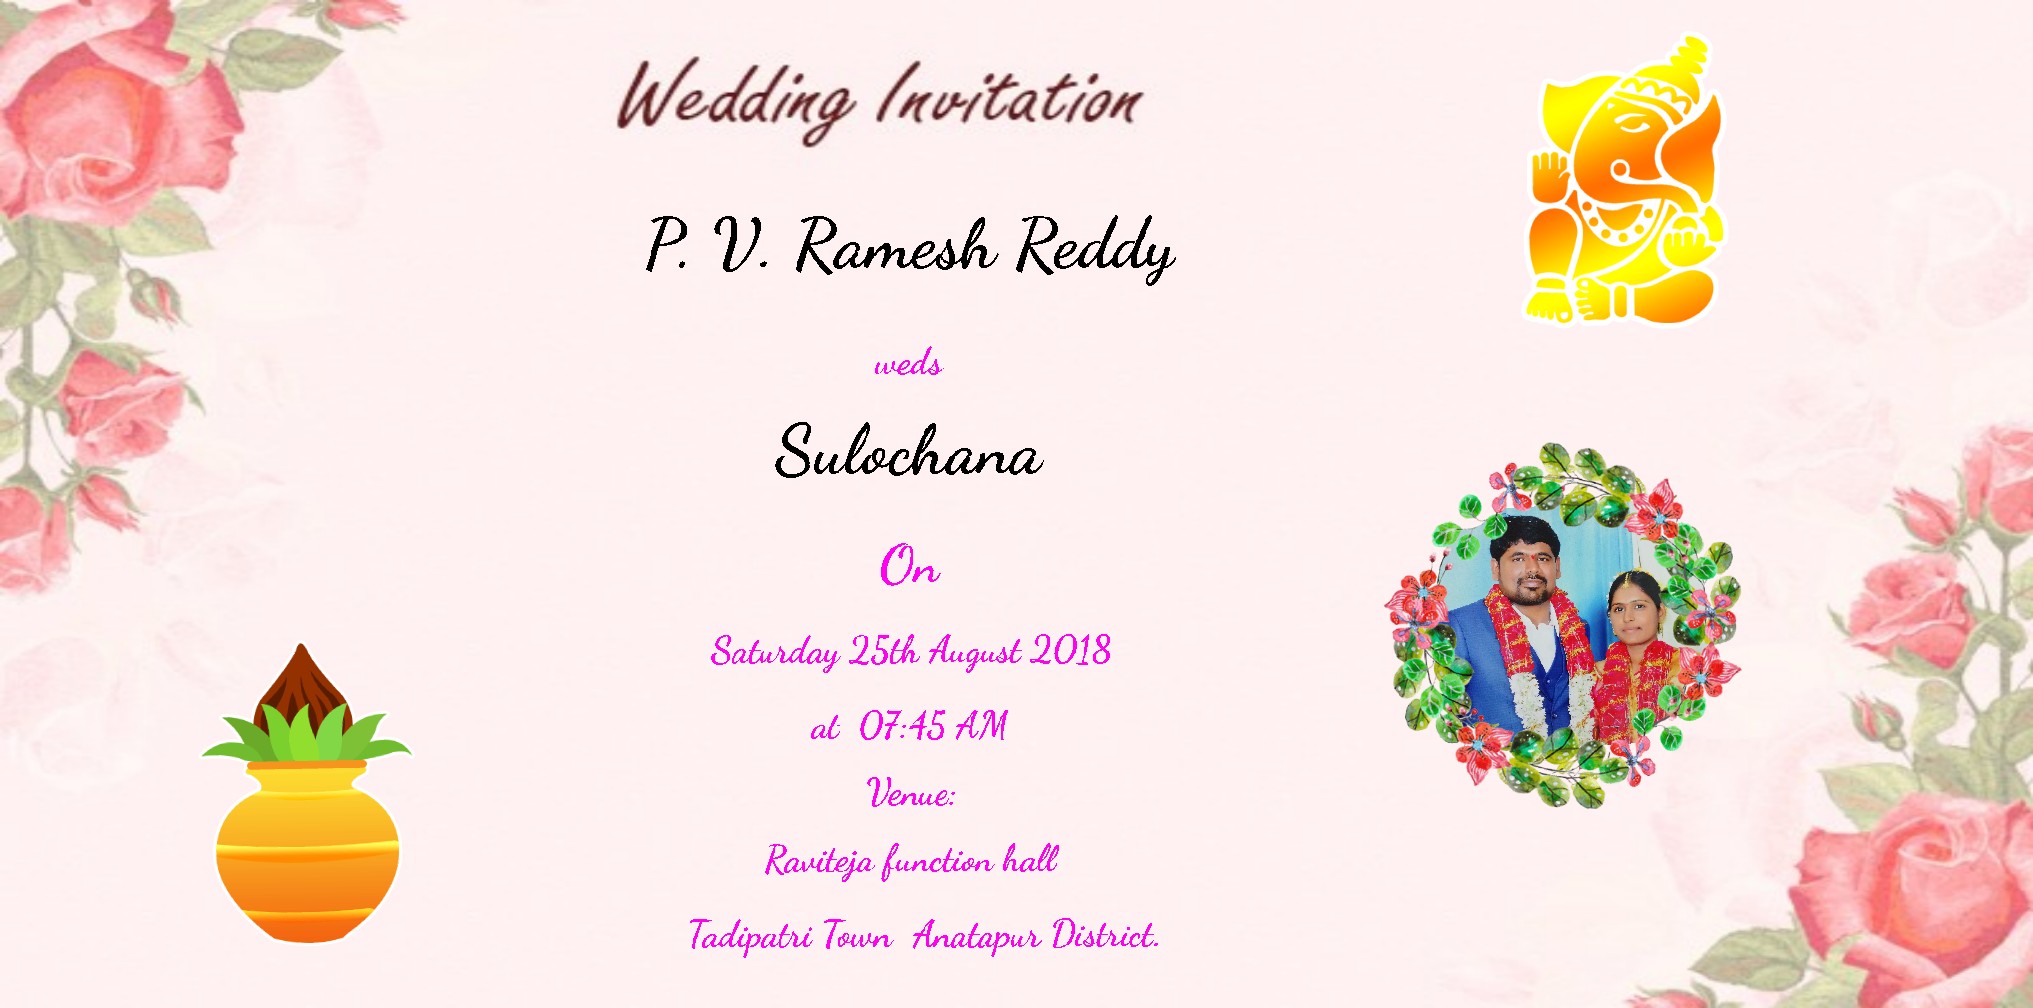 Wedding Invitation
P. V. Ramesh Reddy
weds
Sulochana
On
Saturday 25th August 2018
at 07:45 AM
Venue:
Raviteja function hall
Tadipatri Town Anatapur District.